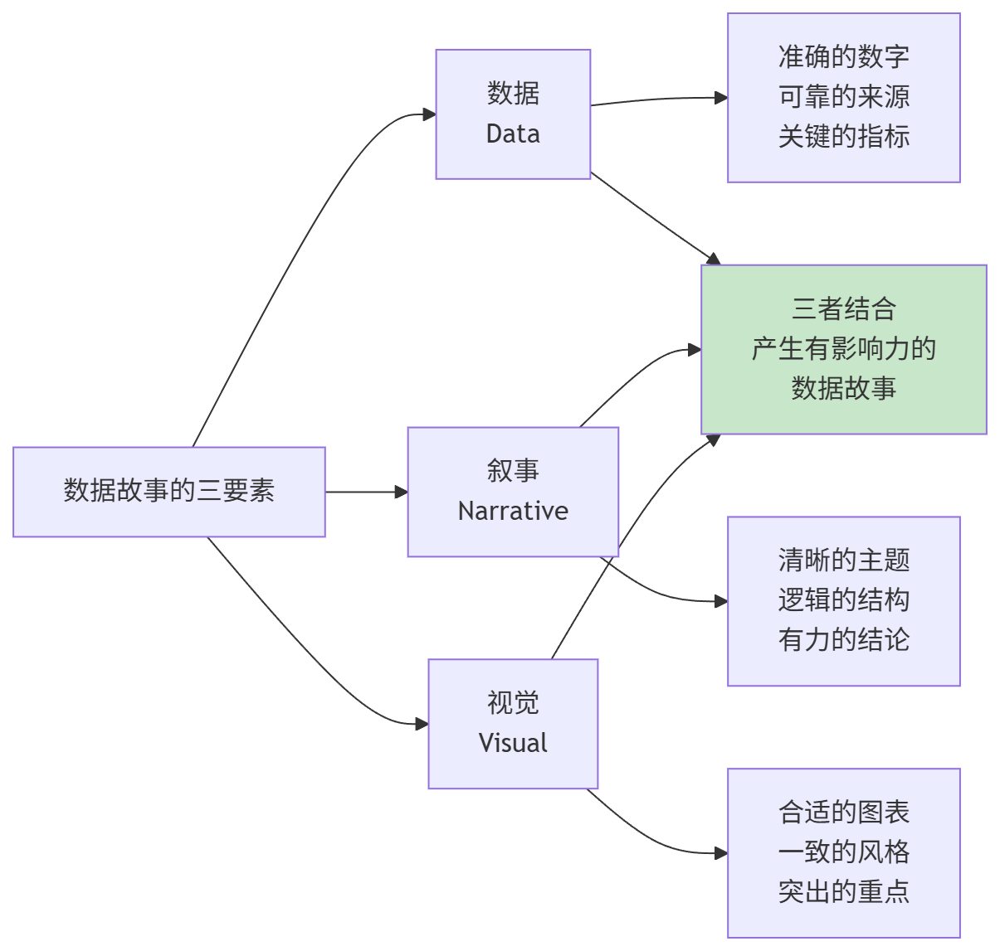 数据故事的三要素
数据
Data
叙事
Narrative
视觉
Visual
准确的数字
可靠的来源
关键的指标
三者结合
产生有影响力的
数据故事
清晰的主题
逻辑的结构
有力的结论
合适的图表
一致的风格
突出的重点